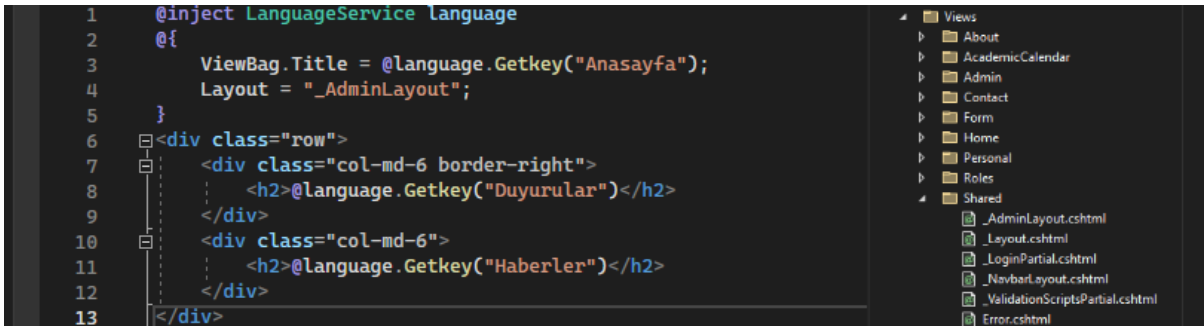 1 @inject LanguageService language
2 @{
3 ViewBag.Title = @language.Getkey("Anasayfa");
4 Layout = "_AdminLayout";
5 }
6 <div class="row">
7 <div class="col-md-6 border-right">
8 <h2>@language.Getkey("Duyurular")</h2>
9 </div>
10 <div class="col-md-6">
11 <h2>@language.Getkey("Haberler")</h2>
12 </div>
13 </div>
Views
About
AcademicCalendar
Admin
Contact
Form
Home
Personal
Roles
Shared
_AdminLayout.cshtml
_Layout.cshtml
_LoginPartial.cshtml
_NavbarLayout.cshtml
_ValidationScriptsPartial.cshtml
Error.cshtml